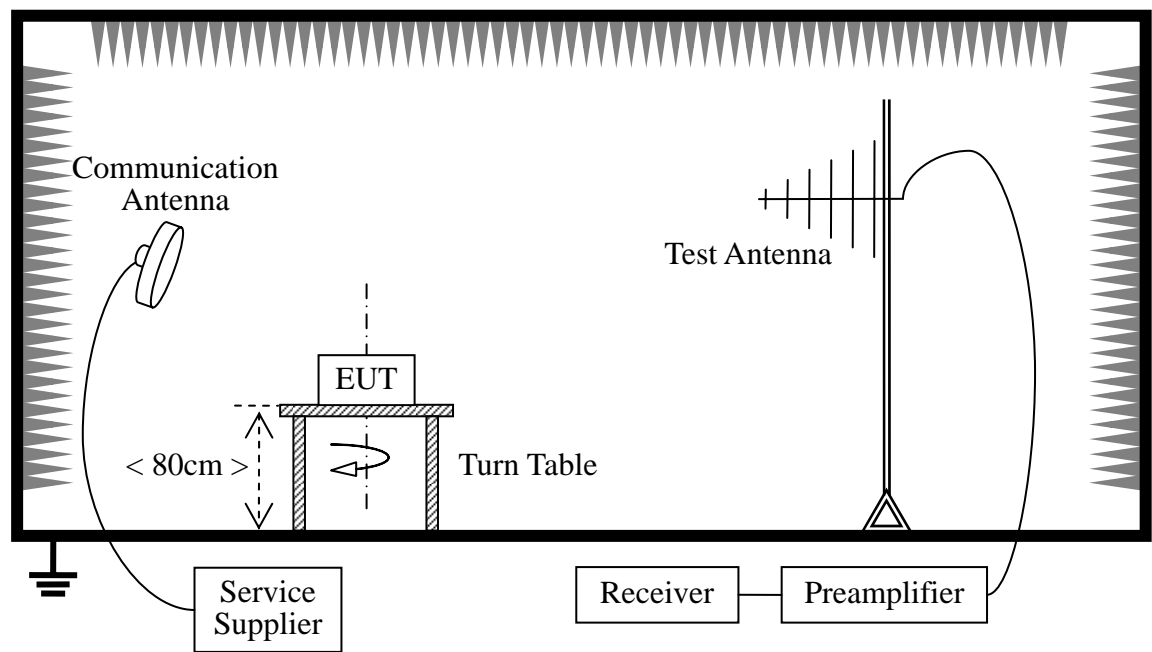 Communication
Antenna
Test Antenna
EUT
< 80cm >
Turn Table
Service
Supplier
Receiver
Preamplifier